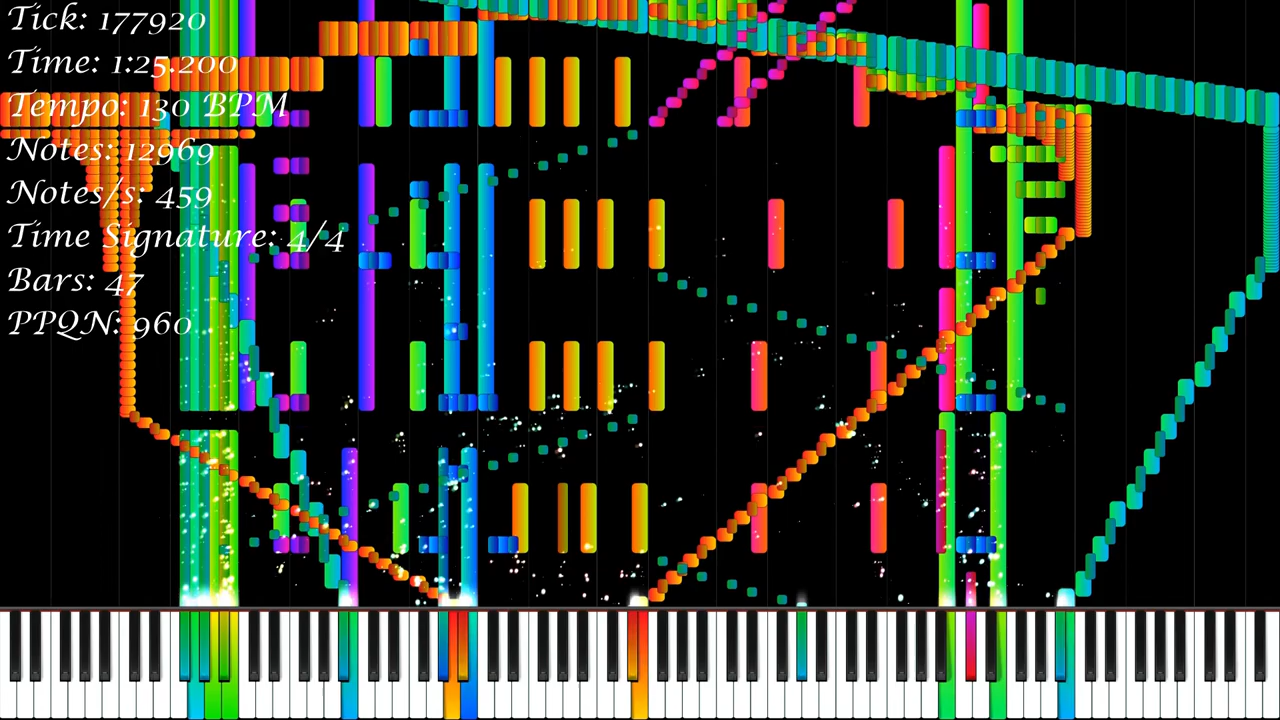 Tick: 177920
Time: 1:25.200
Tempo: 130 BPM
Notes: 12969
Notes/s: 459
Time Signature: 4/4
Bars: 47
PPQN: 960